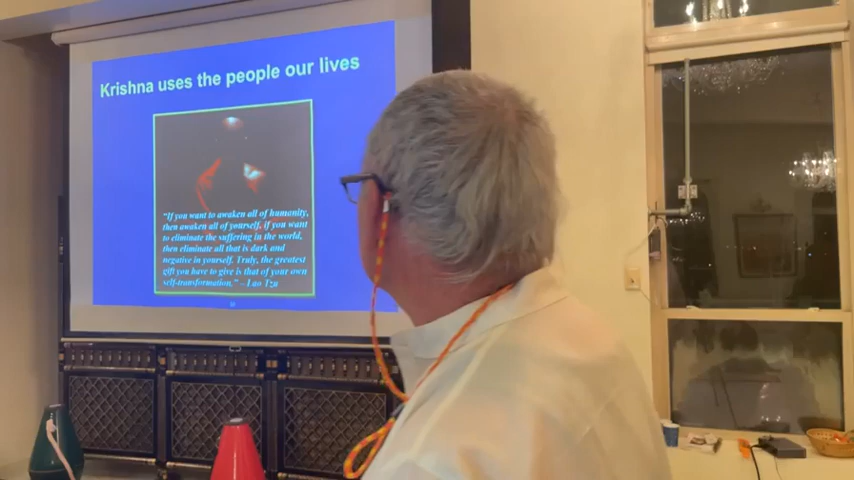 Krishna uses the people our lives
"If you want to awaken all of humanity,
then awaken all of yourself, if you want
to eliminate the suffering in the world,
then eliminate all that is dark and
negative in yourself. Truly, the greatest
gift you have to give is that of your own
self-transformation." – Lao Tzu